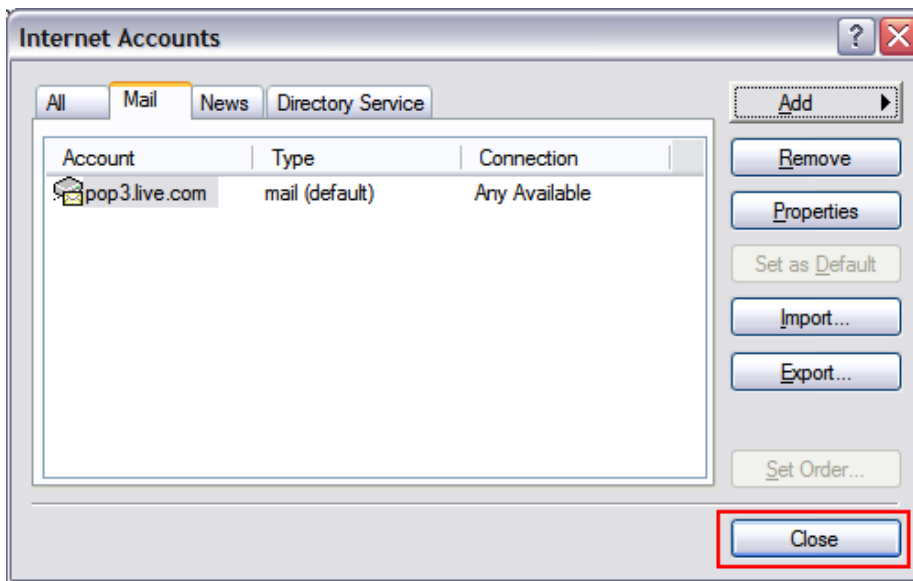 Internet Accounts
?
All Mail News Directory Service
Account Type Connection
pop3.live.com mail (default) Any Available
Add
Remove
Properties
Set as Default
Import...
Export...
Set Order...
Close